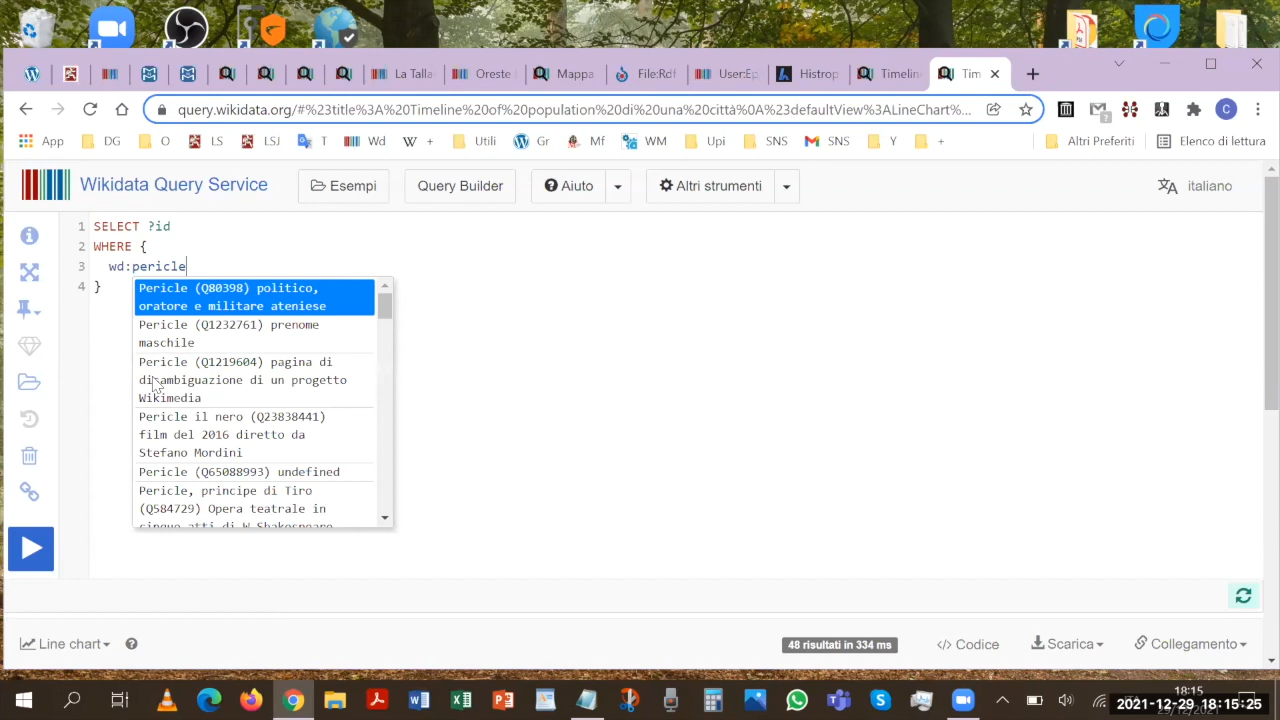 La Talla
Oreste
Mappa
File:Rdf
User:Ep
Histrop
Timelin
Tim
query.wikidata.org/#%23title%3A%20Timeline%20of%20population%20di%20una%20città%0A%23defaultView%3ALineChart%...
App
DG
O
LS
LSJ
T
Wd
+
Utili
Gr
Mf
WM
Upi
SNS
SNS
Y
+
Altri Preferiti
Elenco di lettura
C
Wikidata Query Service
Esempi
Query Builder
Aiuto
Altri strumenti
italiano
1 SELECT ?id
2 WHERE {
3 wd:pericle
4 }
Pericle (Q80398) politico,
oratore e militare ateniese
Pericle (Q1232761) prenome
maschile
Pericle (Q1219604) pagina di
disambiguazione di un progetto
Wikimedia
Pericle il nero (Q23838441)
film del 2016 diretto da
Stefano Mordini
Pericle (Q65088993) undefined
Pericle, principe di Tiro
(Q584729) Opera teatrale in
cinque atti di W.Shakespeare
Line chart
48 risultati in 334 ms
</> Codice
Scarica
Collegamento
18:15
2021-12-29 18:15:25